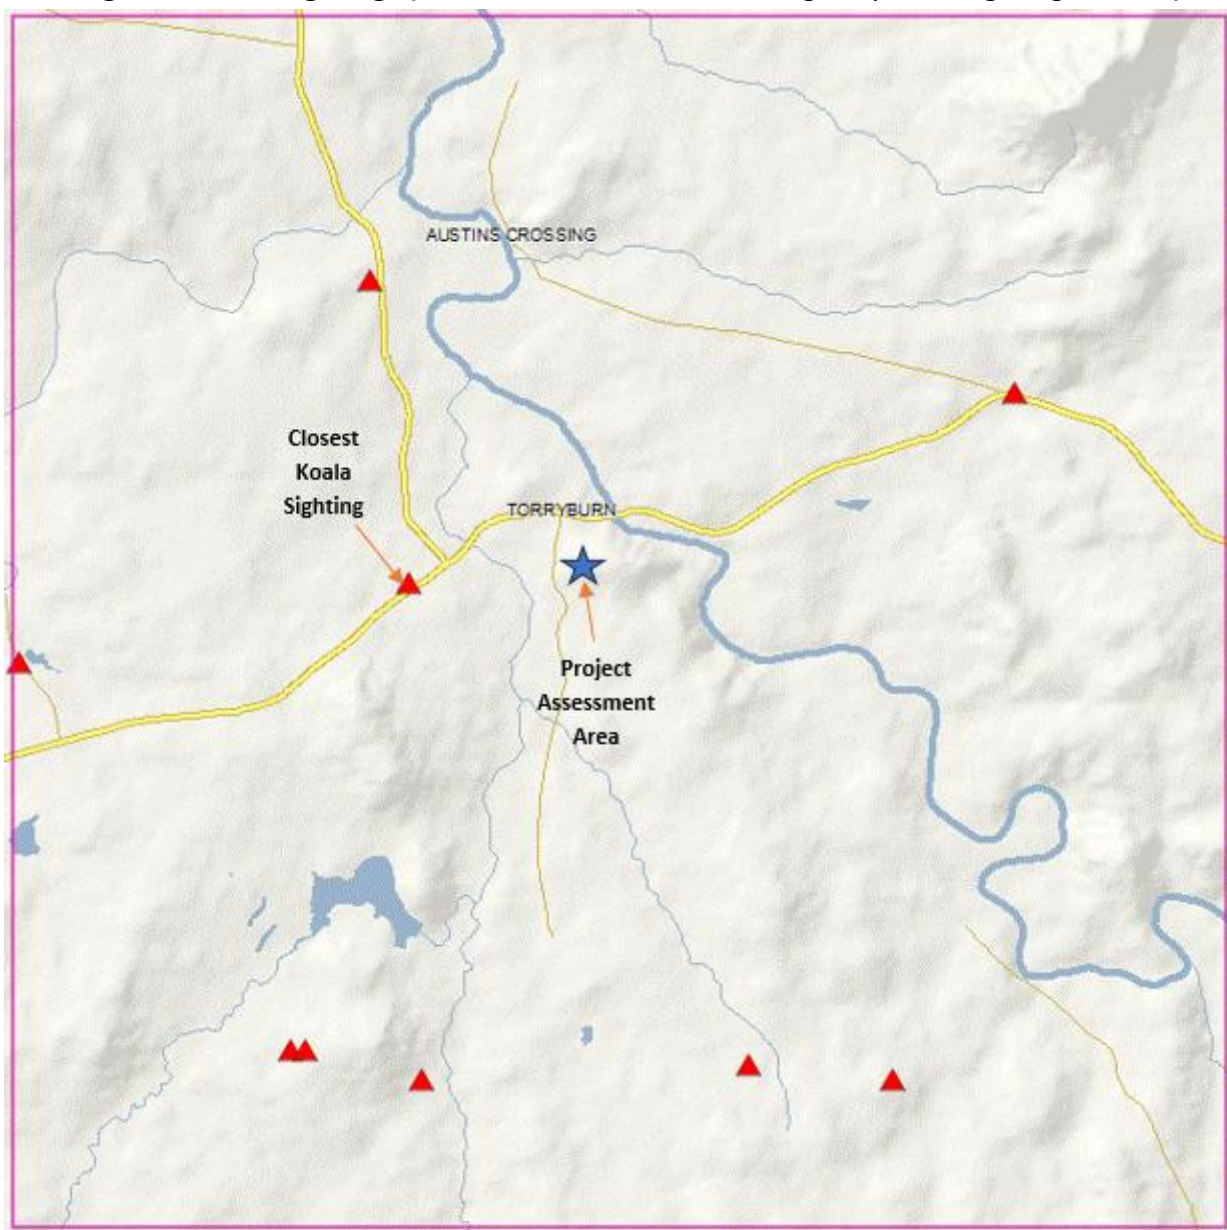 AUSTINS CROSSING
Closest
Koala
Sighting
TORRYBURN
Project
Assessment
Area